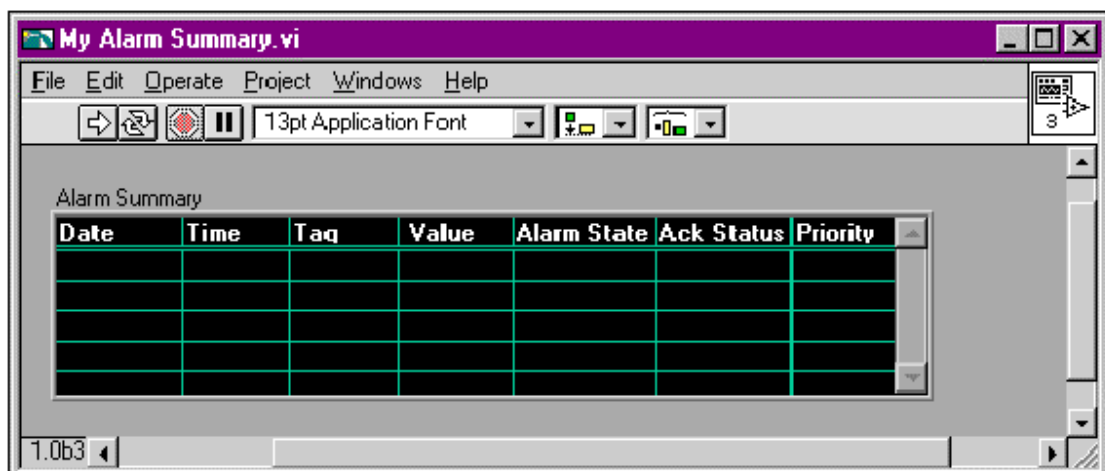 My Alarm Summary.vi
File Edit Operate Project Windows Help
13pt Application Font
3
Alarm Summary
Date Time Tag Value Alarm State Ack Status Priority
1.0b3